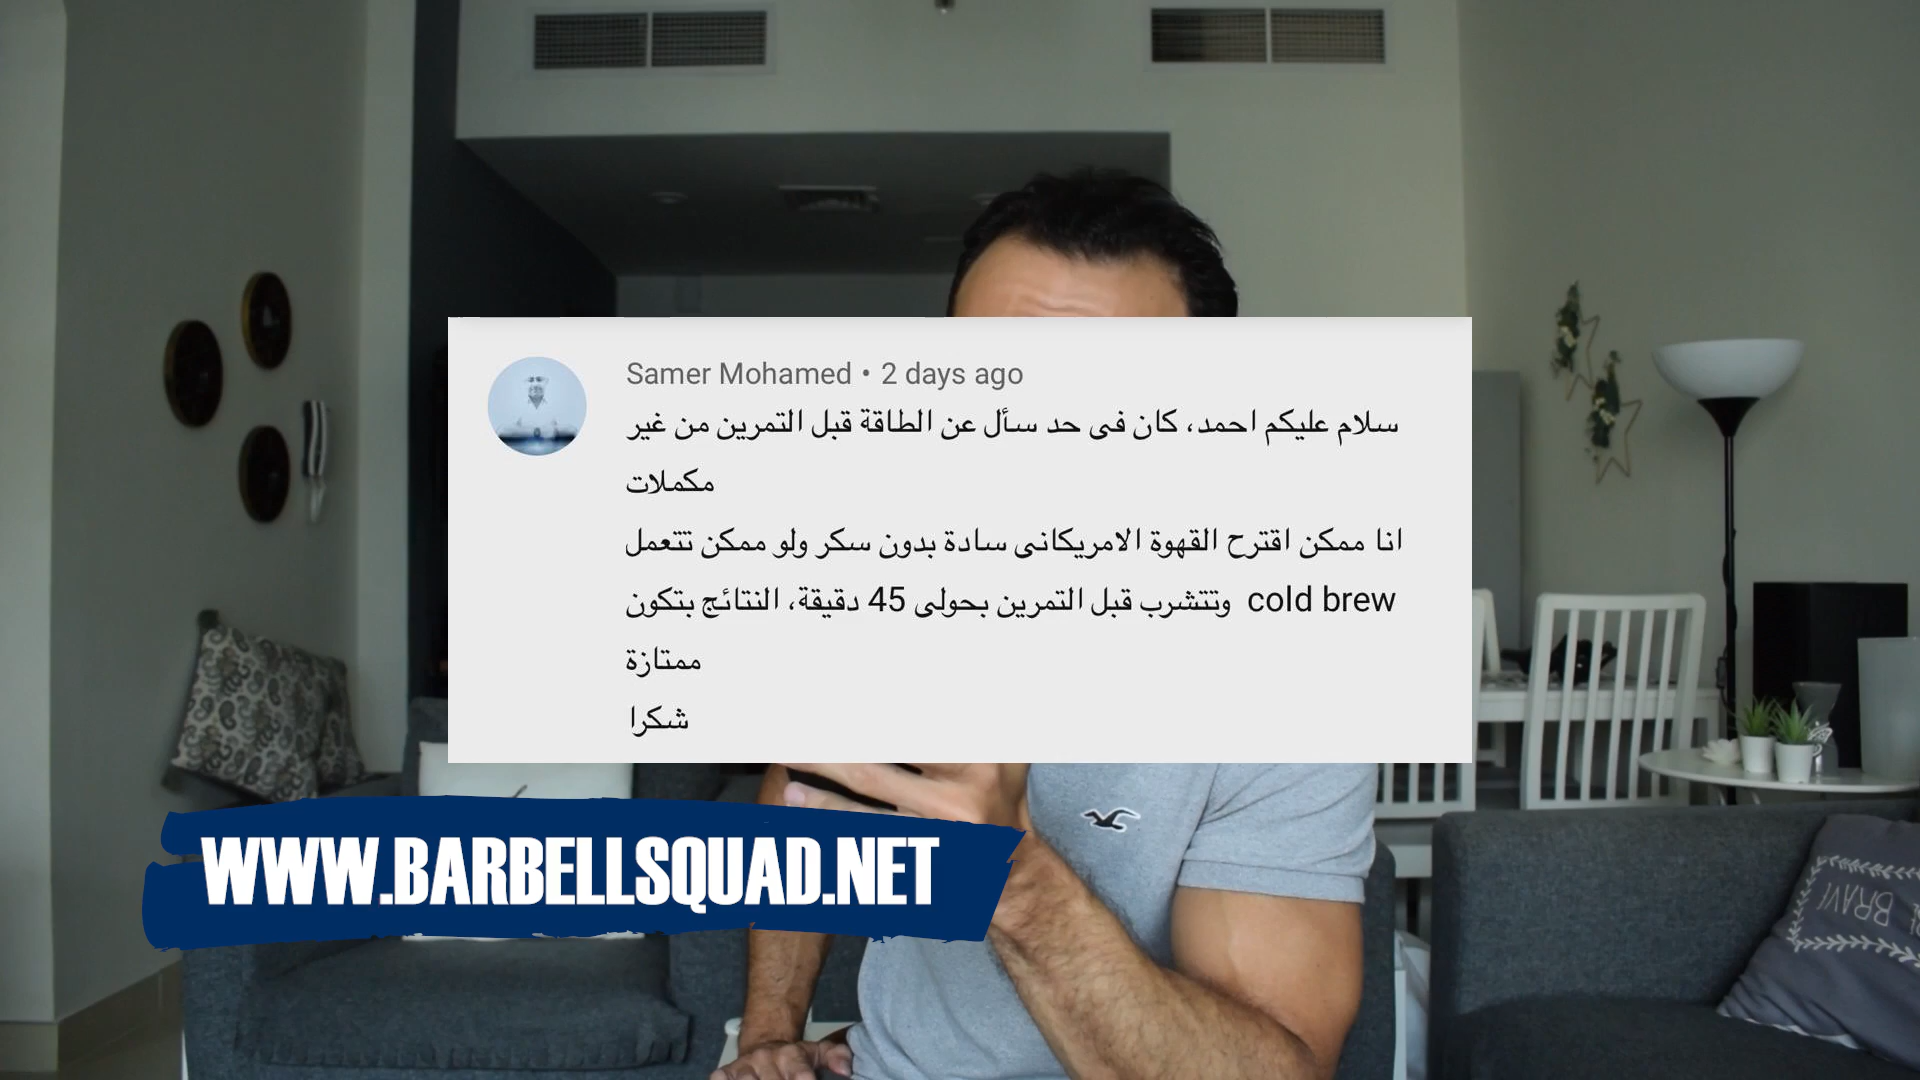 Samer Mohamed • 2 days ago
سلام عليكم احمد، كان فى حد سأل عن الطاقة قبل التمرين من غير
مكملات
انا ممكن اقترح القهوة الامريكانى سادة بدون سكر ولو ممكن تتعمل
cold brew وتتشرب قبل التمرين بحولى 45 دقيقة، النتائج بتكون
ممتازة
شكرا
WWW.BARBELLSQUAD.NET
BRAVE